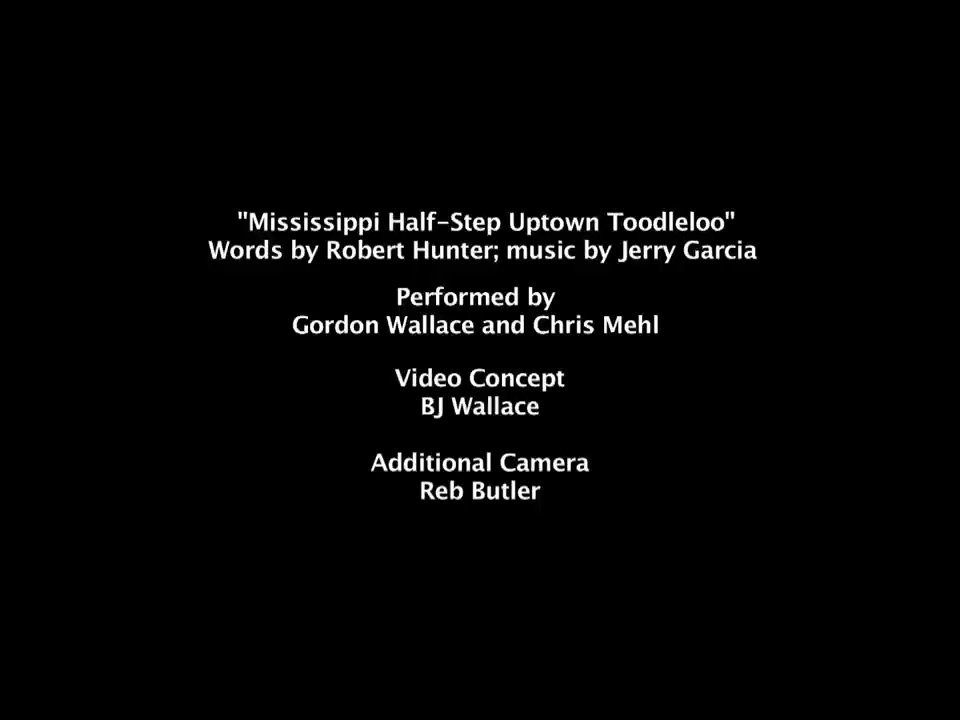 "Mississippi Half-Step Uptown Toodleloo"
Words by Robert Hunter; music by Jerry Garcia
Performed by
Gordon Wallace and Chris Mehl
Video Concept
BJ Wallace
Additional Camera
Reb Butler